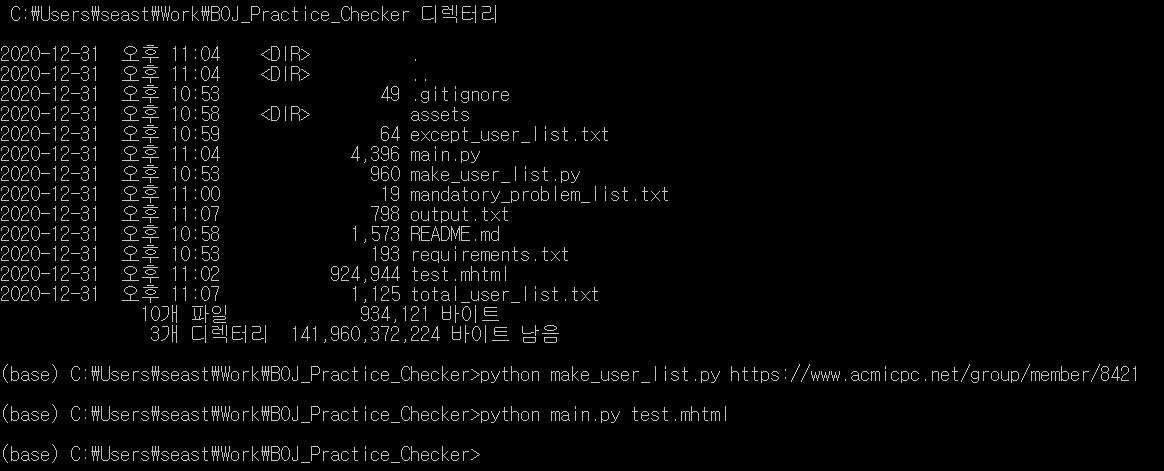 C:₩Users₩seast₩Work₩BOJ_Practice_Checker 디렉터리
2020-12-31  오후 11:04    <DIR>          .
2020-12-31  오후 11:04    <DIR>          ..
2020-12-31  오후 10:53                49 .gitignore
2020-12-31  오후 10:58    <DIR>          assets
2020-12-31  오후 10:59                64 except_user_list.txt
2020-12-31  오후 11:04             4,396 main.py
2020-12-31  오후 10:53               960 make_user_list.py
2020-12-31  오후 11:00                19 mandatory_problem_list.txt
2020-12-31  오후 11:07               798 output.txt
2020-12-31  오후 10:58             1,573 README.md
2020-12-31  오후 10:53               193 requirements.txt
2020-12-31  오후 11:02           924,944 test.mhtml
2020-12-31  오후 11:07             1,125 total_user_list.txt
10개 파일             934,121 바이트
3개 디렉터리  141,960,372,224 바이트 남음
(base) C:₩Users₩seast₩Work₩BOJ_Practice_Checker>python make_user_list.py https://www.acmicpc.net/group/member/8421
(base) C:₩Users₩seast₩Work₩BOJ_Practice_Checker>python main.py test.mhtml
(base) C:₩Users₩seast₩Work₩BOJ_Practice_Checker>